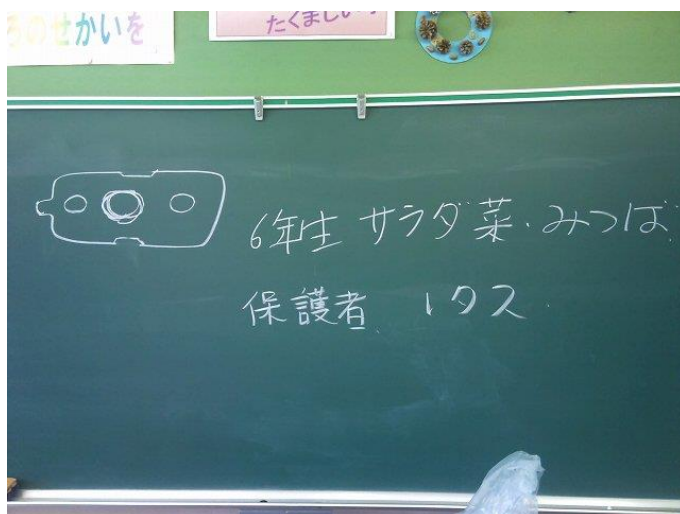 ろのせかいを
たくましい
6年生 サラダ菜・みつば
保護者 レタス